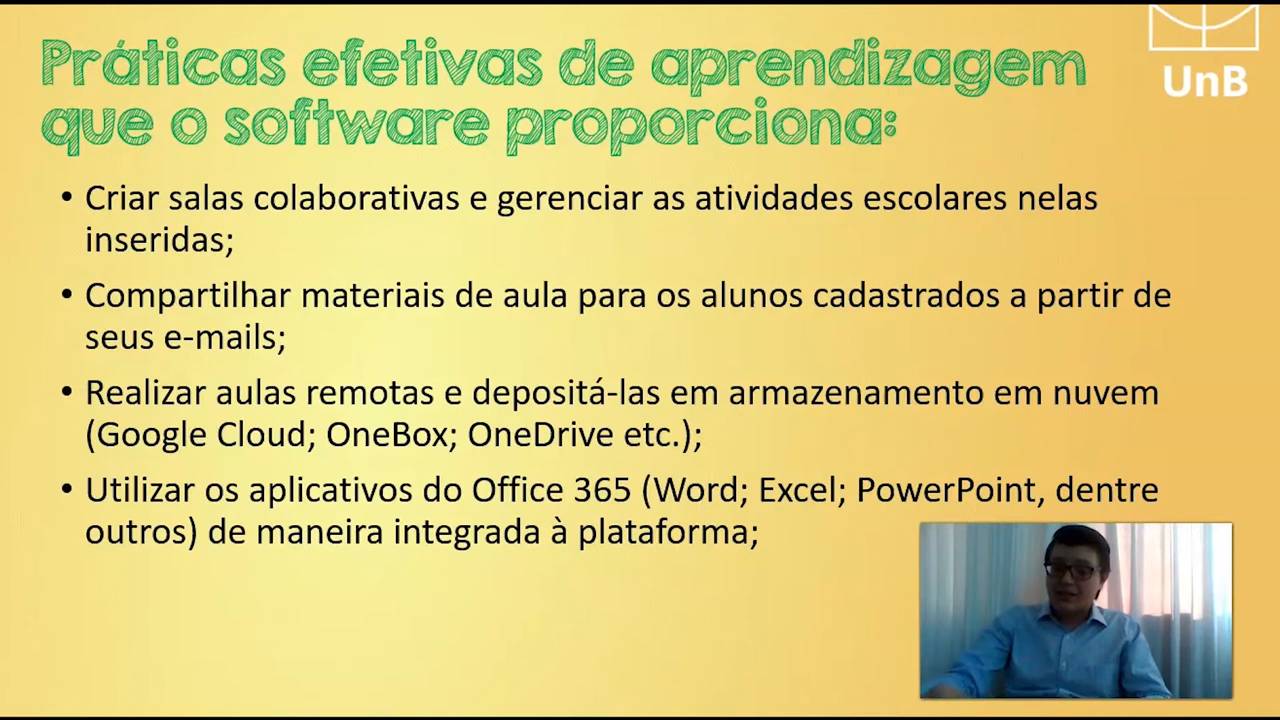 Práticas efetivas de aprendizagem
que o software proporciona:
UnB
• Criar salas colaborativas e gerenciar as atividades escolares nelas
inseridas;
• Compartilhar materiais de aula para os alunos cadastrados a partir de
seus e-mails;
• Realizar aulas remotas e depositá-las em armazenamento em nuvem
(Google Cloud; OneBox; OneDrive etc.);
• Utilizar os aplicativos do Office 365 (Word; Excel; PowerPoint, dentre
outros) de maneira integrada à plataforma;